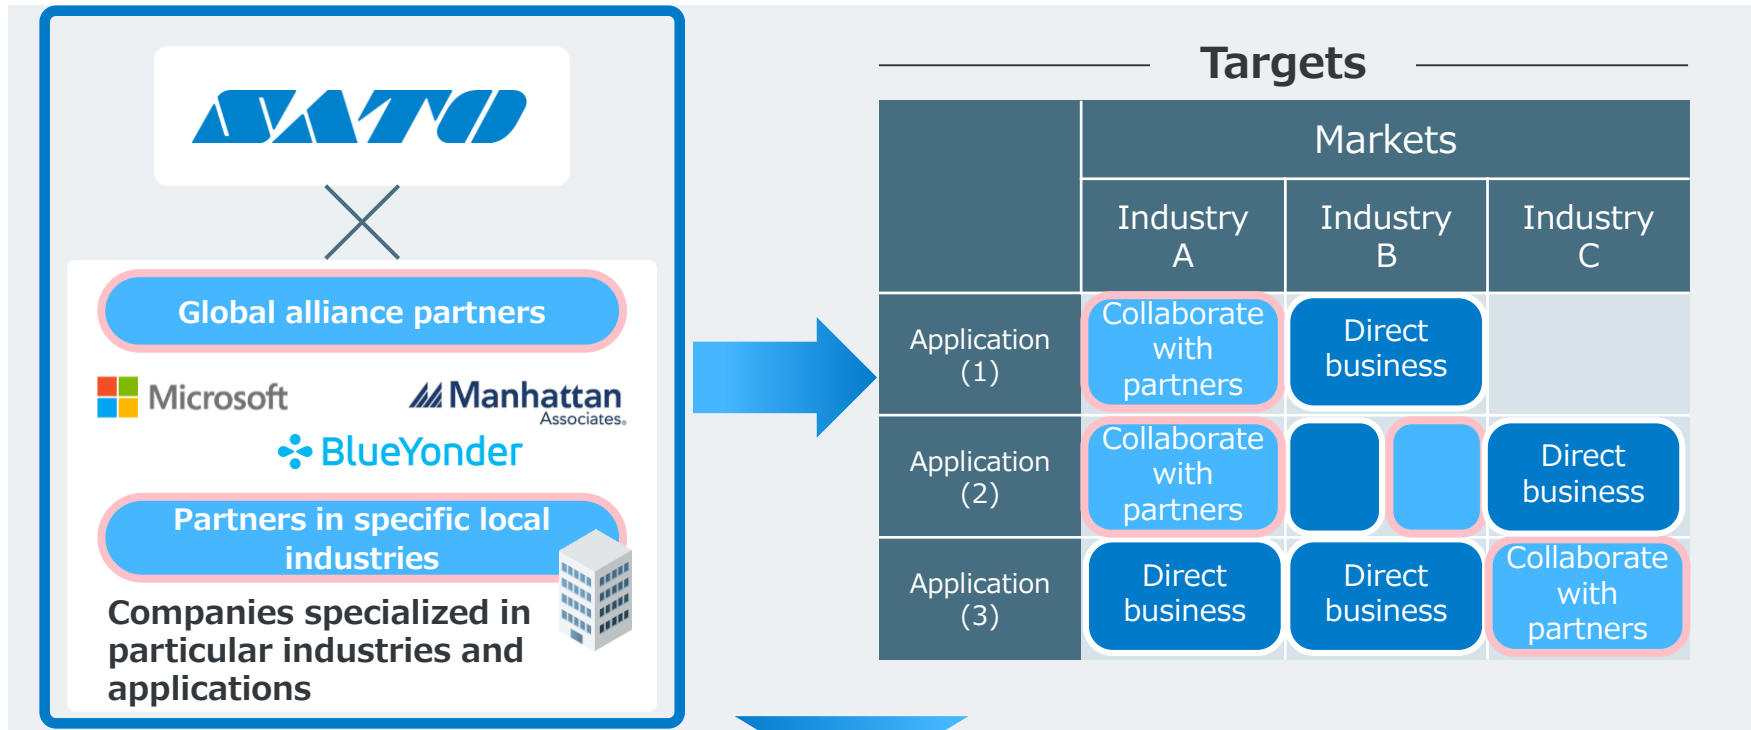 SATO
Global alliance partners
Microsoft
Manhattan
Associates.
BlueYonder
Partners in specific local
industries
Companies specialized in
particular industries and
applications
Targets
Markets
Industry
A
Industry
B
Industry
C
Application
(1)
Collaborate
with
partners
Direct
business
Application
(2)
Collaborate
with
partners
Direct
business
Application
(3)
Direct
business
Direct
business
Collaborate
with
partners